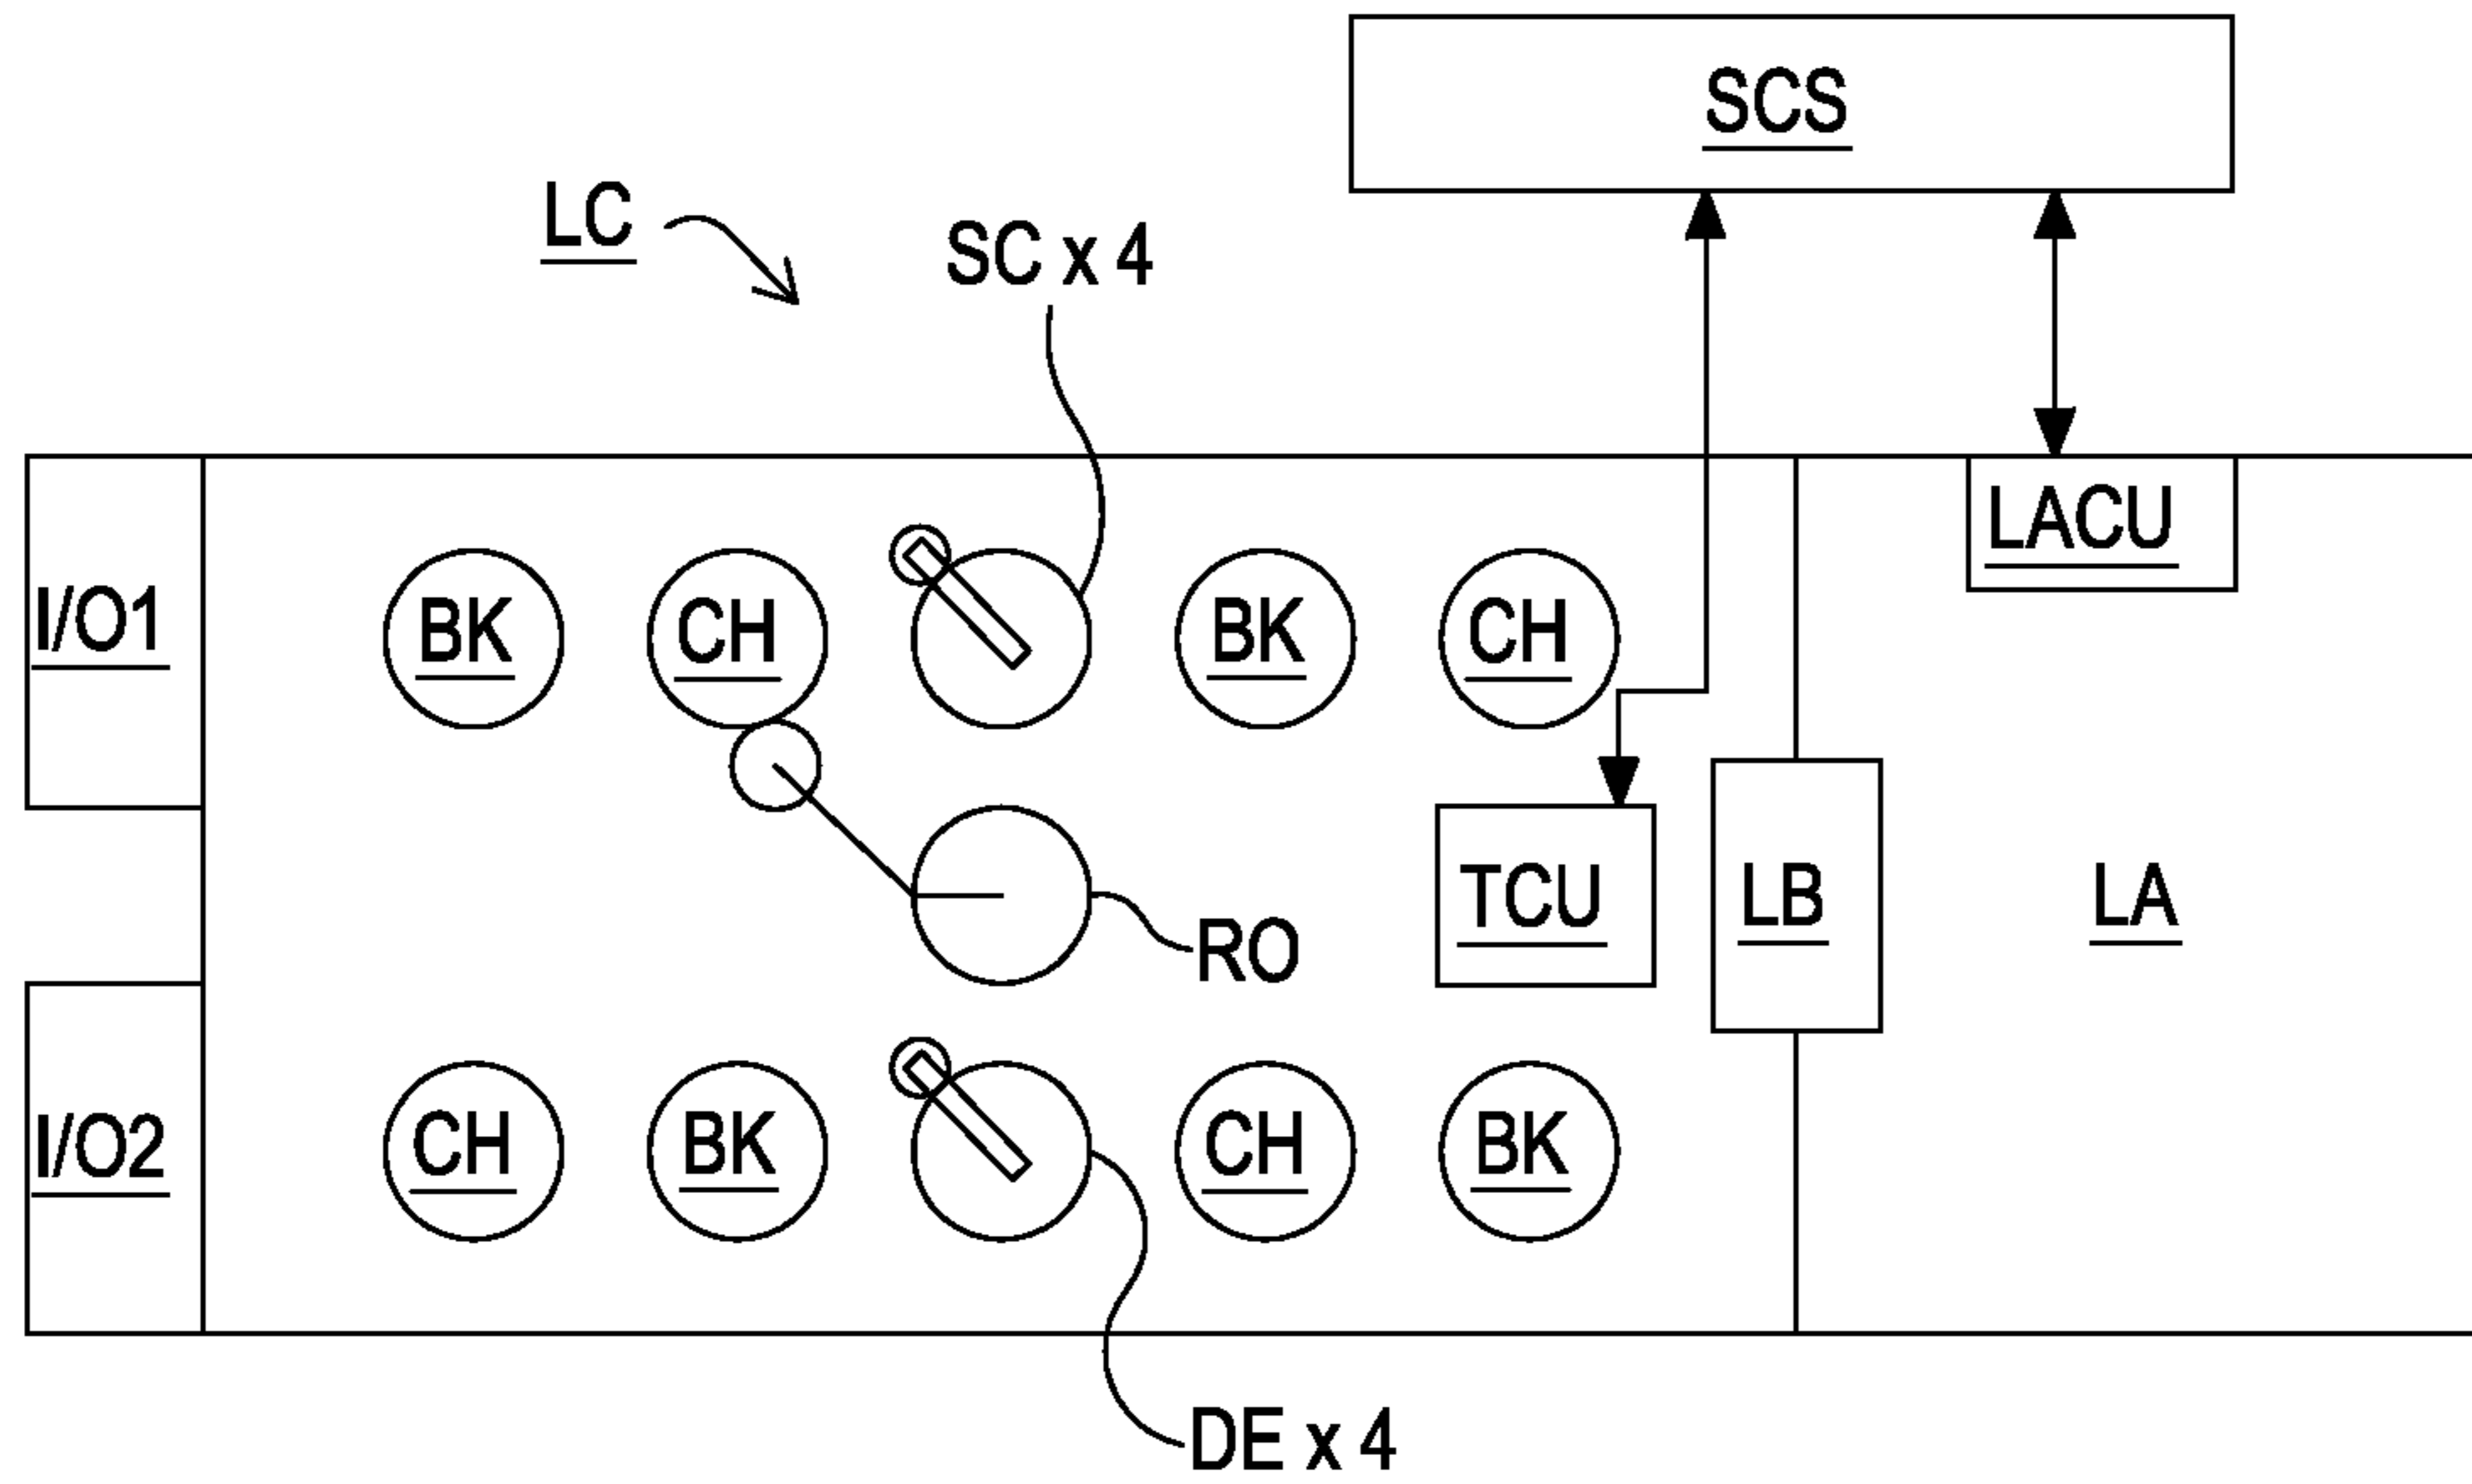 SCS
LC
SC x 4
LACU
I/O1
BK
CH
BK
CH
TCU
LB
LA
RO
I/O2
CH
BK
CH
BK
DE x 4